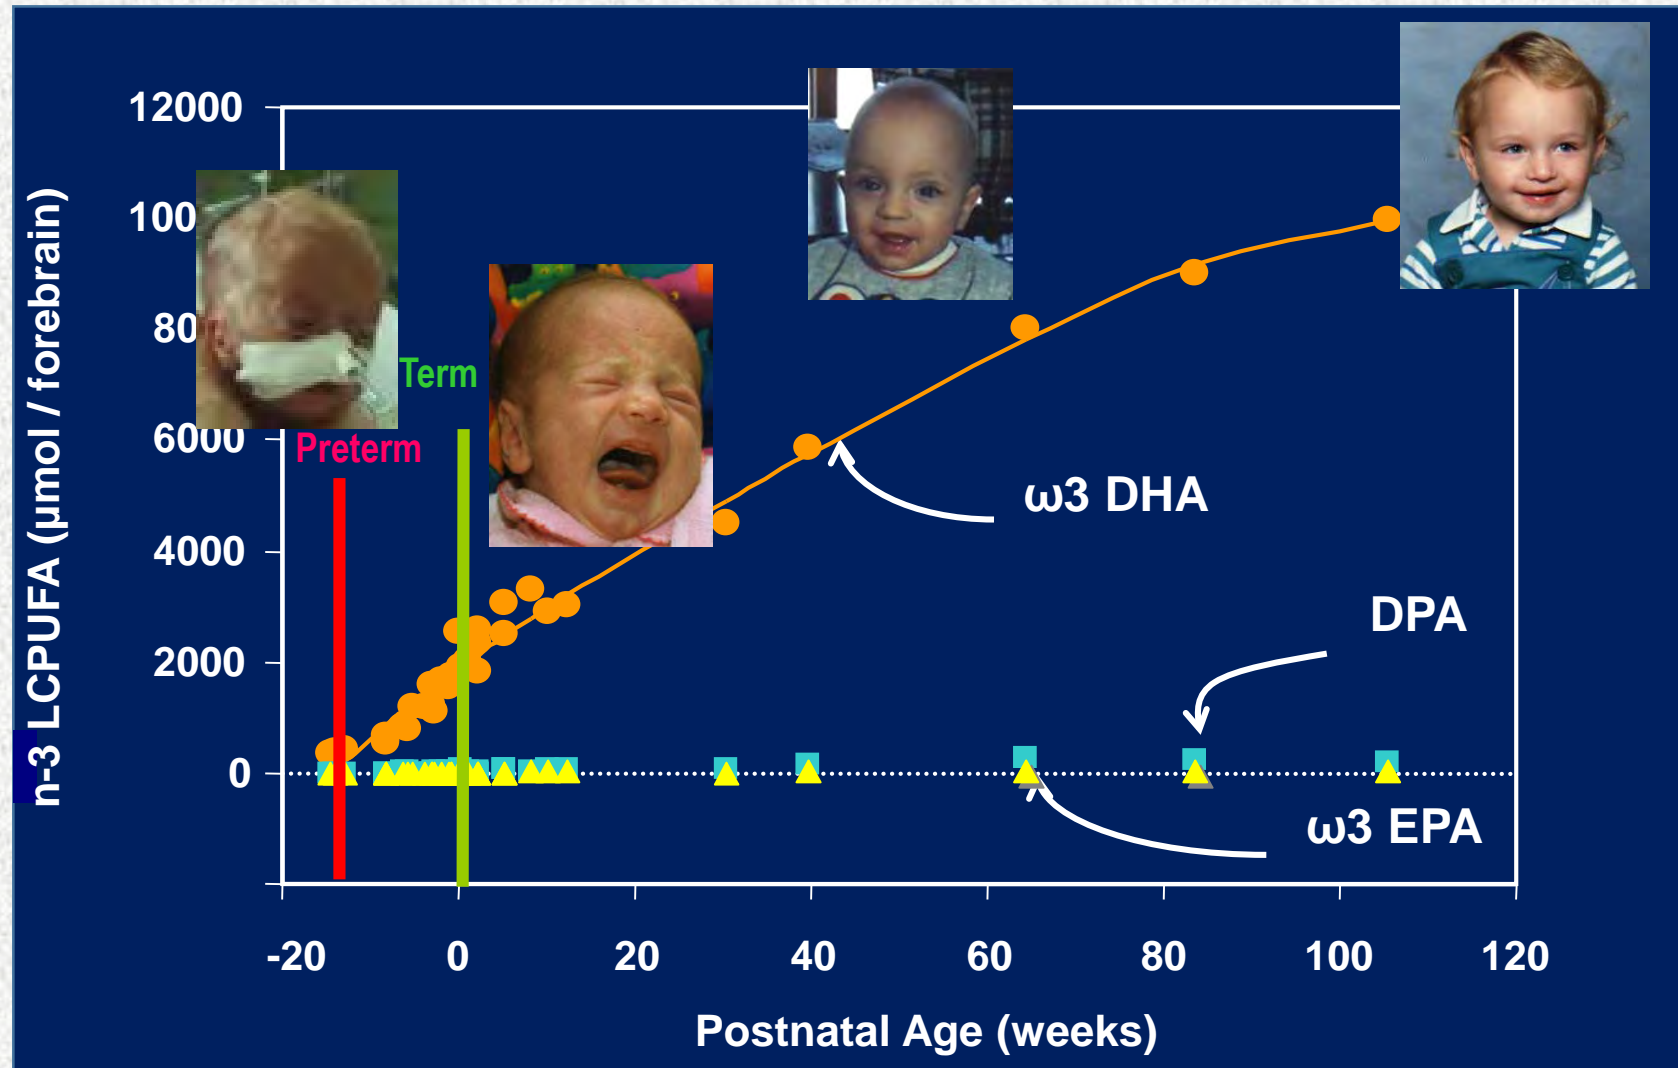 12000
100
80
6000
4000
2000
0
n-3 LCPUFA (µmol / forebrain)
Preterm
Term
ω3 DHA
DPA
ω3 EPA
-20 0 20 40 60 80 100 120
Postnatal Age (weeks)